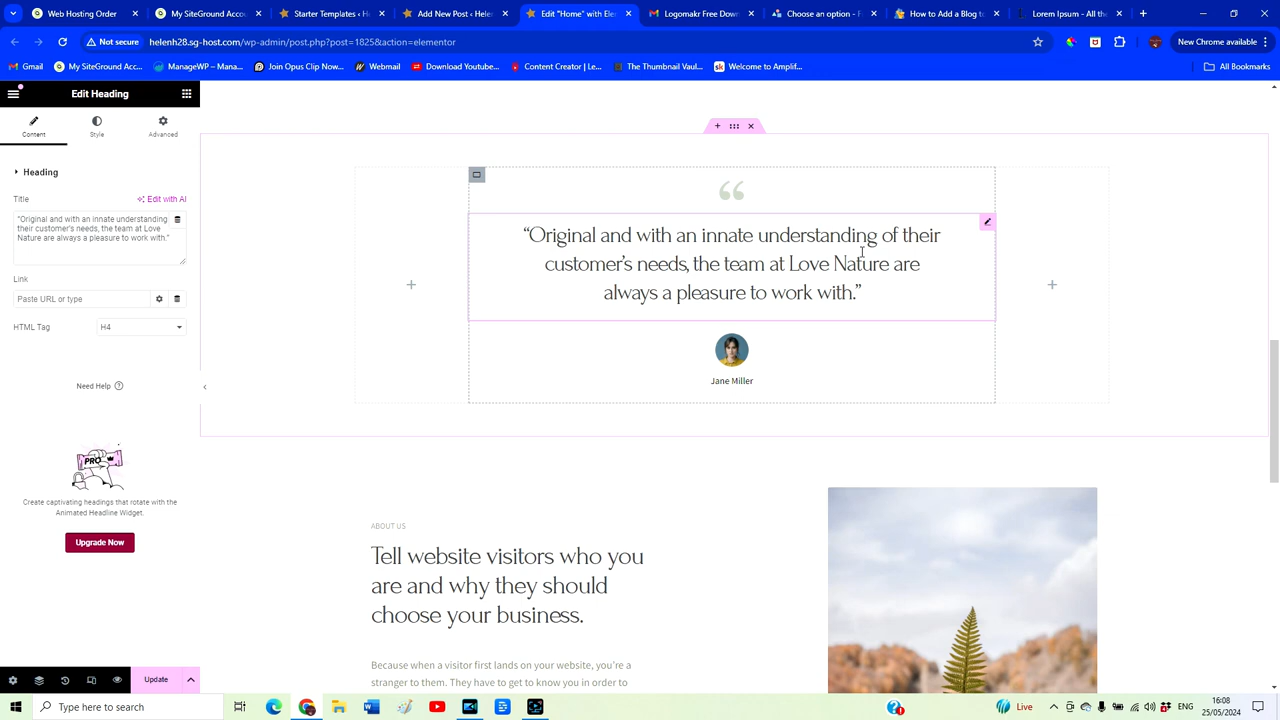 Web Hosting Order
My SiteGround Accou
Starter Templates ‹ He
Add New Post ‹ Helen
Edit "Home" with Elem
Logomakr Free Downl
Choose an option - Fr
How to Add a Blog to
Lorem Ipsum - All the
Not secure
helenh28.sg-host.com/wp-admin/post.php?post=1825&action=elementor
New Chrome available
Gmail
My SiteGround Acc...
ManageWP – Mana...
Join Opus Clip Now...
Webmail
Download Youtube...
Content Creator | Le...
The Thumbnail Vaul...
Welcome to Amplif...
All Bookmarks
Edit Heading
Content
Style
Advanced
Heading
Title
Edit with AI
“Original and with an innate understanding
their customer’s needs, the team at Love
Nature are always a pleasure to work with.”
Link
Paste URL or type
HTML Tag
H4
Need Help
PRO
Create captivating headings that rotate with the
Animated Headline Widget.
Upgrade Now
Update
“Original and with an innate understanding of their
customer’s needs, the team at Love Nature are
always a pleasure to work with.”
Jane Miller
ABOUT US
Tell website visitors who you
are and why they should
choose your business.
Because when a visitor first lands on your website, you’re a
stranger to them. They have to get to know you in order to
Type here to search
Live
ENG
16:08
25/05/2024